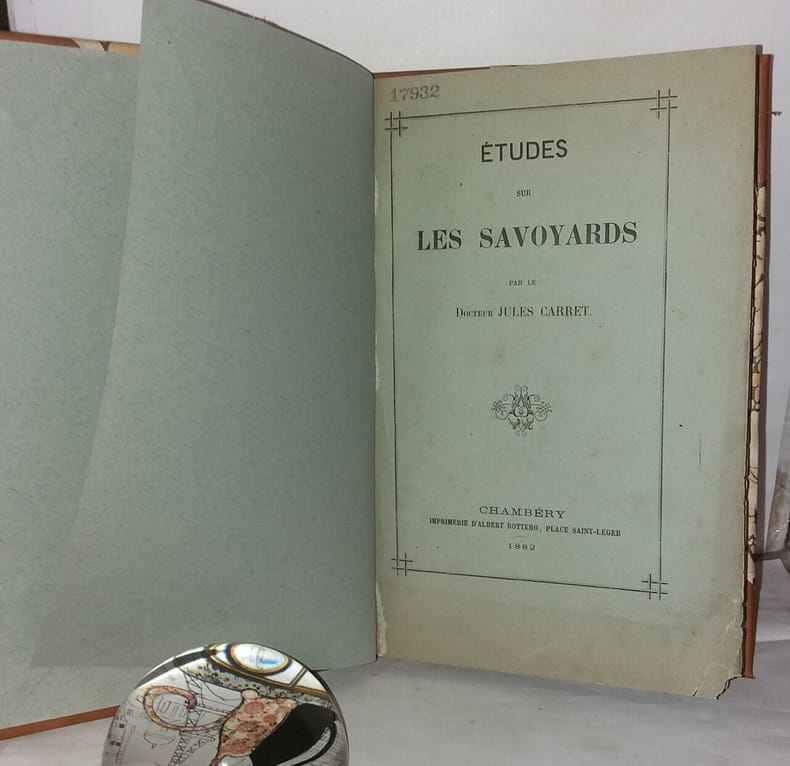 17932
ÉTUDES
SUR
LES SAVOYARDS
PAR LE
DOCTEUR JULES CARRET.
CHAMBÉRY
IMPRIMERIE D'ALBERT BOTTERO, PLACE SAINT-LÉGER
1882